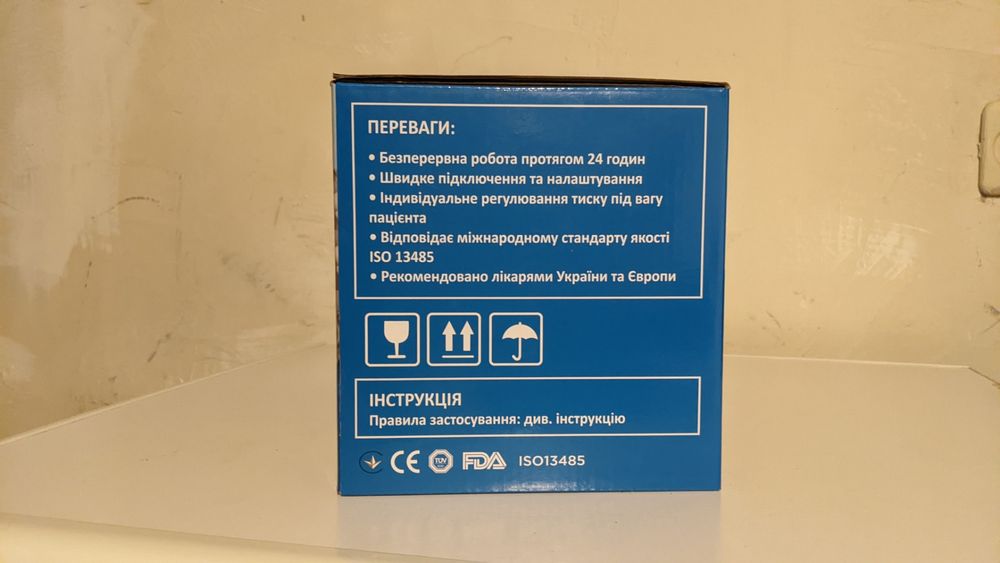 ПЕРЕВАГИ:
• Безперервна робота протягом 24 годин
• Швидке підключення та налаштування
• Індивідуальне регулювання тиску під вагу
пацієнта
• Відповідає міжнародному стандарту якості
ISO 13485
• Рекомендовано лікарями України та Європи
ІНСТРУКЦІЯ
Правила застосування: див. інструкцію
CE TÜV FDA ISO13485